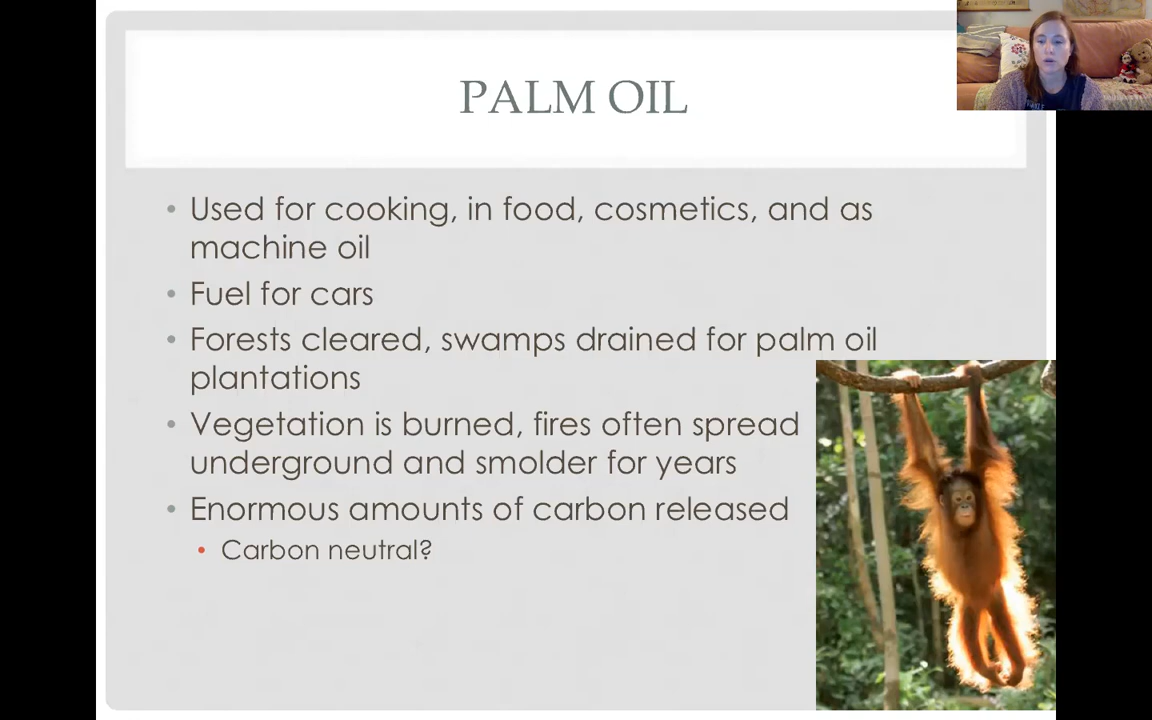 PALM OIL
• Used for cooking, in food, cosmetics, and as
machine oil
• Fuel for cars
• Forests cleared, swamps drained for palm oil
plantations
• Vegetation is burned, fires often spread
underground and smolder for years
• Enormous amounts of carbon released
• Carbon neutral?